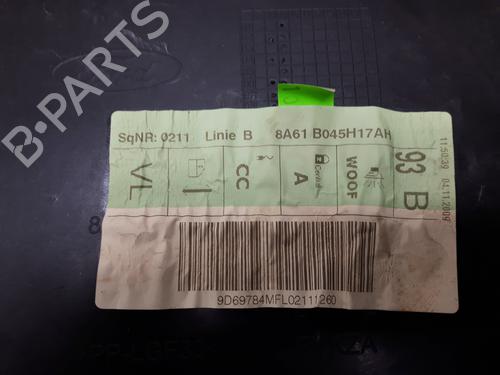 B-PARTS
SqNR: 0211 Linie B 8A61 B045H17AH
VL
CC
A
WOOF
93
B
11:50:39 04.11.2009
9D69784MFL02111260